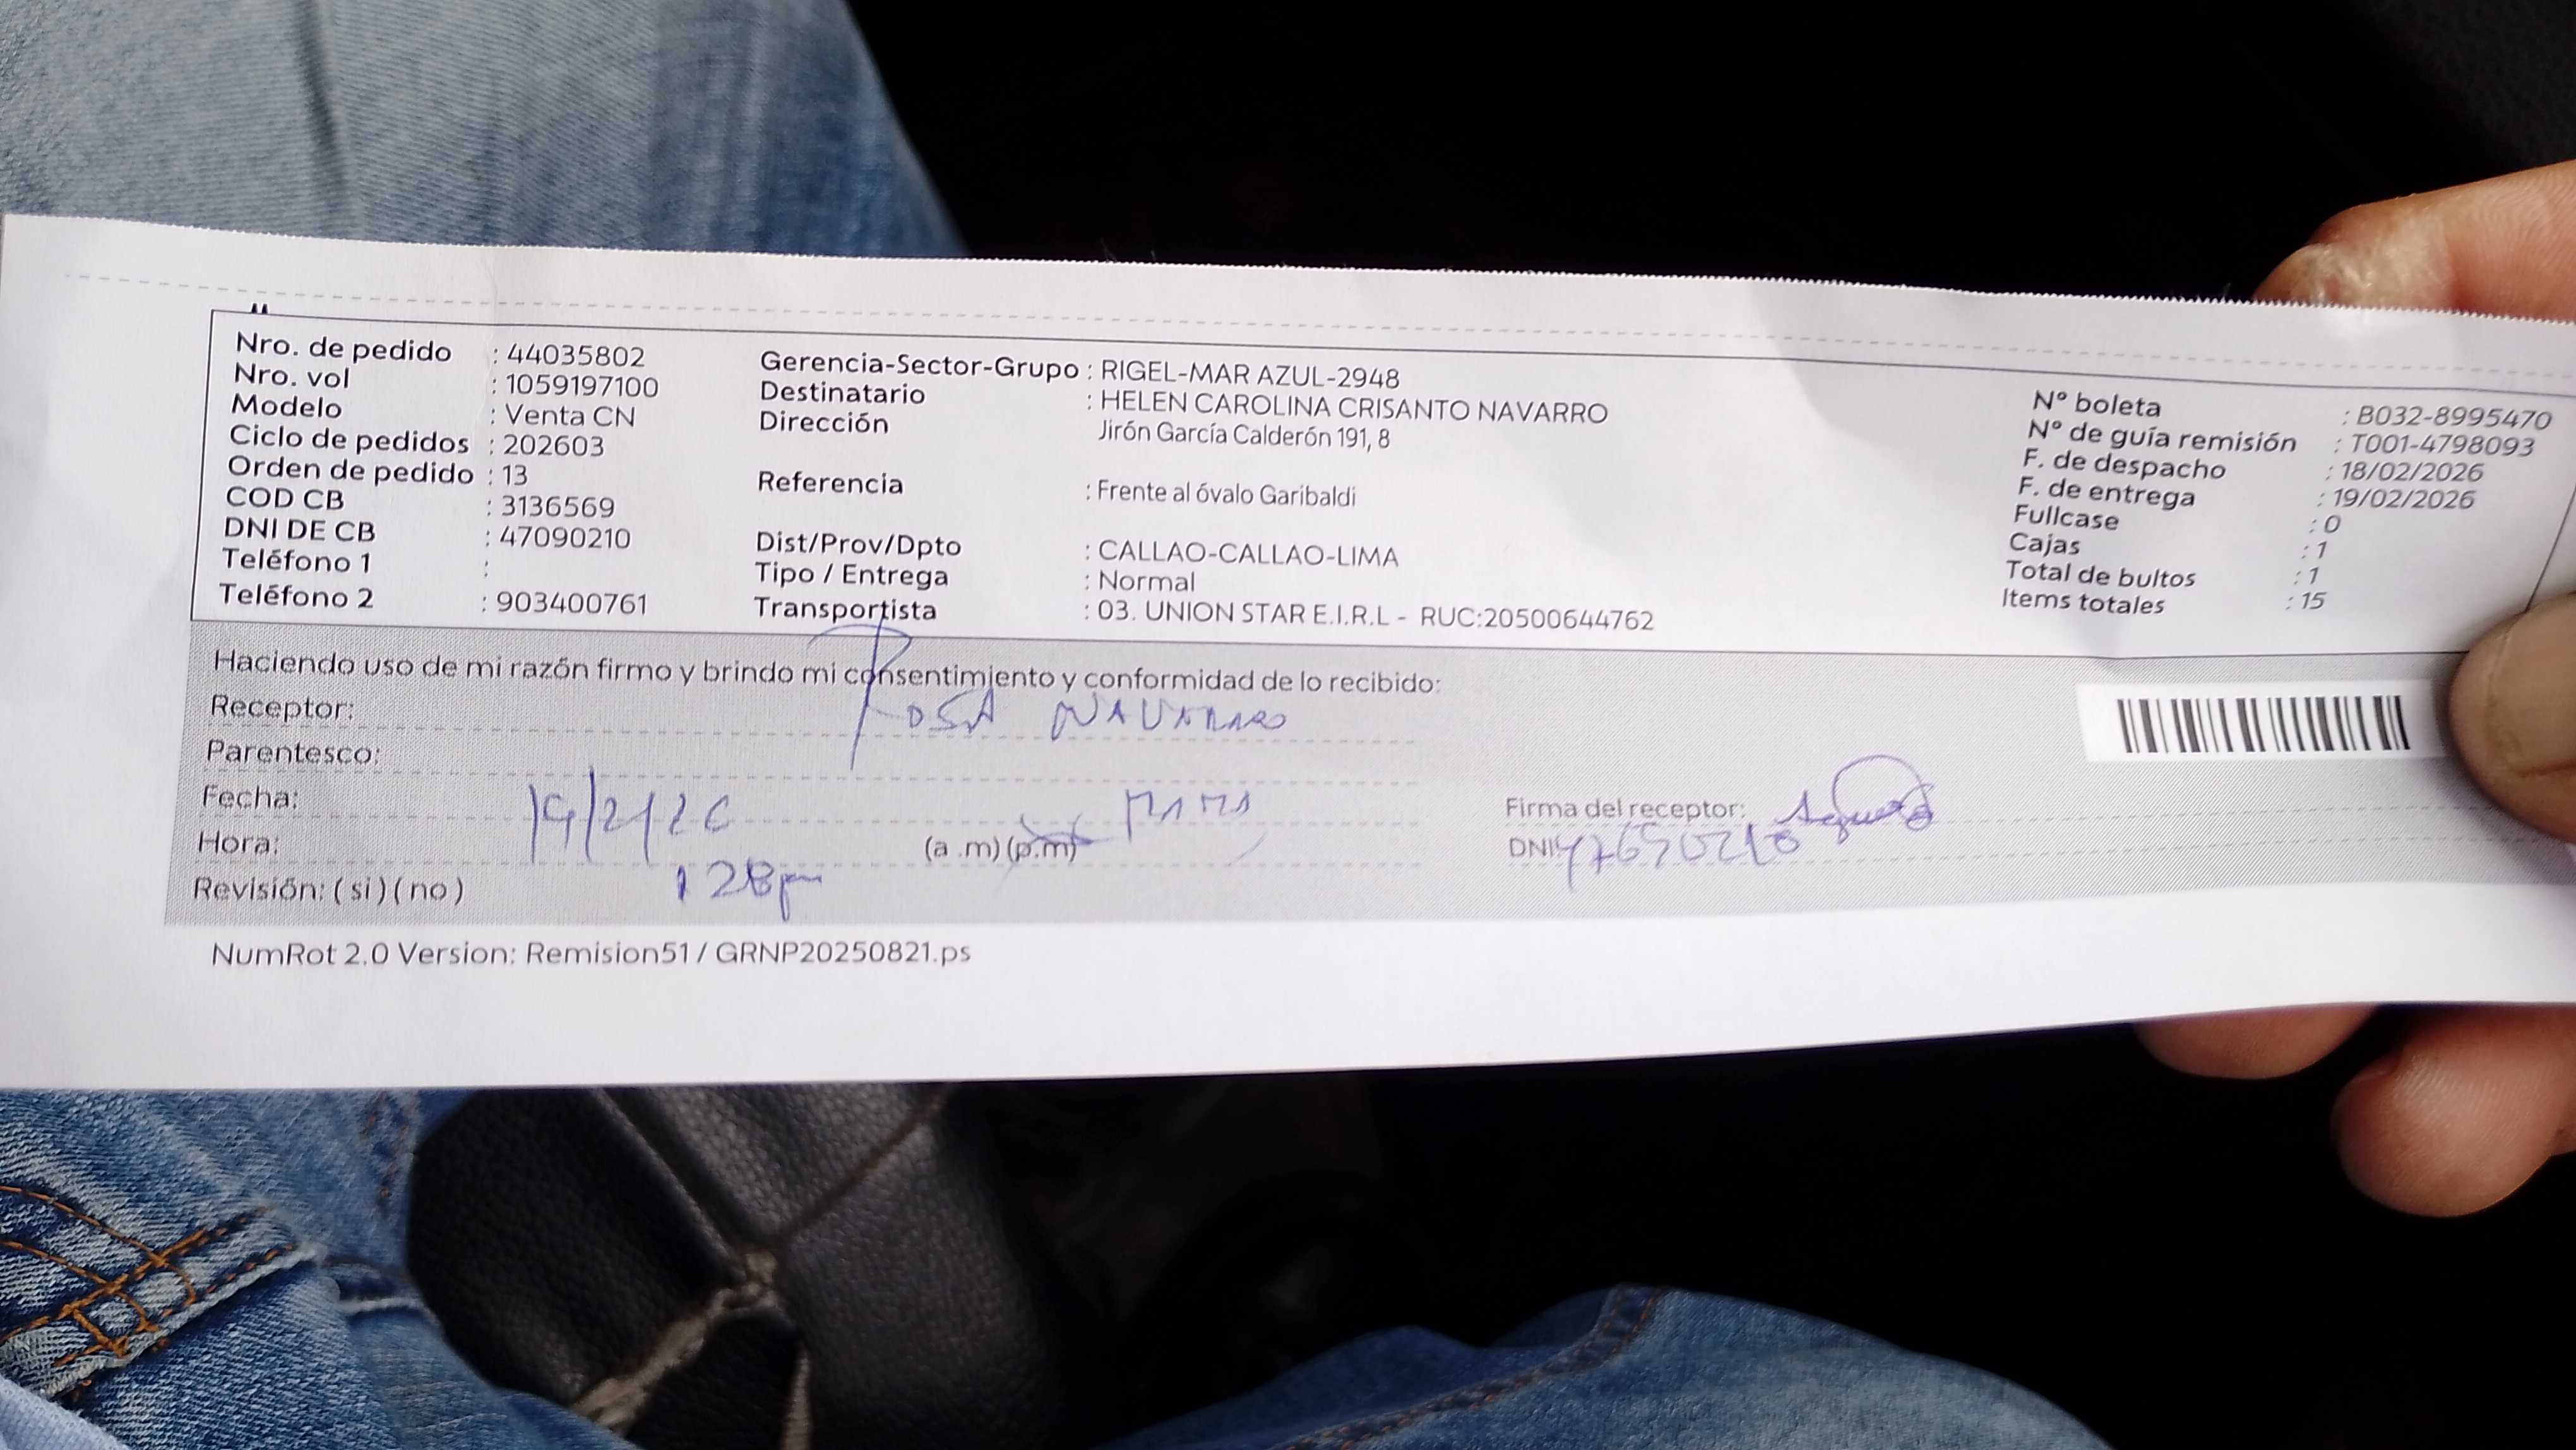 Nro. de pedido : 44035802
Nro. vol : 1059197100
Modelo : Venta CN
Ciclo de pedidos : 202603
Orden de pedido : 13
COD CB : 3136569
DNI DE CB : 47090210
Teléfono 1 :
Teléfono 2 : 903400761
Gerencia-Sector-Grupo : RIGEL-MAR AZUL-2948
Destinatario : HELEN CAROLINA CRISANTO NAVARRO
Dirección Jirón García Calderón 191, 8
Referencia : Frente al óvalo Garibaldi
Dist/Prov/Dpto : CALLAO-CALLAO-LIMA
Tipo / Entrega : Normal
Transportista : 03. UNION STAR E.I.R.L - RUC:20500644762
N° boleta : B032-8995470
N° de guía remisión : T001-4798093
F. de despacho : 18/02/2026
F. de entrega : 19/02/2026
Fullcase : 0
Cajas : 1
Total de bultos : 1
Items totales : 15
Haciendo uso de mi razón firmo y brindo mi consentimiento y conformidad de lo recibido:
Receptor: ROSA NAVARRO
Parentesco:
Fecha: 19/2/26
Hora: (a .m) (p.m)
Revisión: ( si ) ( no )
Firma del receptor:
DNI:
NumRot 2.0 Version: Remision51 / GRNP20250821.ps